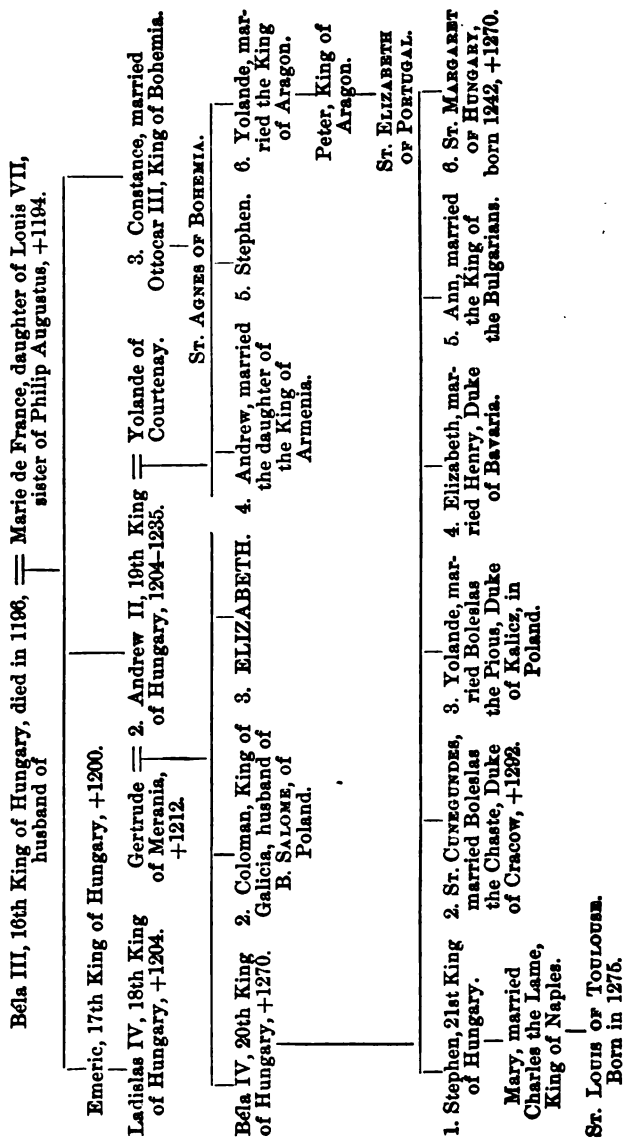 Béla III, 16th King of Hungary, died in 1196, == Marie de France, daughter of Louis VII,
husband of
sister of Philip Augustus, +1194.
Emeric, 17th King of Hungary, +1200.
Ladislas IV, 18th King
of Hungary, +1204.
Gertrude == 2. Andrew II, 19th King == Yolande of
of Merania,
+1212.
of Hungary, 1204–1235.
Courtenay.
3. Constance, married
Ottocar III, King of Bohemia.
ST. AGNES OF BOHEMIA.
Béla IV, 20th King
of Hungary, +1270.
2. Coloman, King of
Galicia, husband of
B. SALOME, of
Poland.
3. ELIZABETH.
4. Andrew, married
the daughter of
the King of
Armenia.
5. Stephen.
6. Yolande, mar-
ried the King
of Aragon.
Peter, King of
Aragon.
ST. ELIZABETH
OF PORTUGAL.
1. Stephen, 21st King
of Hungary.
Mary, married
Charles the Lame,
King of Naples.
ST. LOUIS OF TOULOUSE.
Born in 1275.
2. ST. CUNEGUNDES,
married Boleslas
the Chaste, Duke
of Cracow, +1292.
3. Yolande, mar-
ried Boleslas
the Pious, Duke
of Kalicz, in
Poland.
4. Elizabeth, mar-
ried Henry, Duke
of Bavaria.
5. Ann, married
the King of
the Bulgarians.
6. ST. MARGARET
OF HUNGARY,
born 1242, +1270.